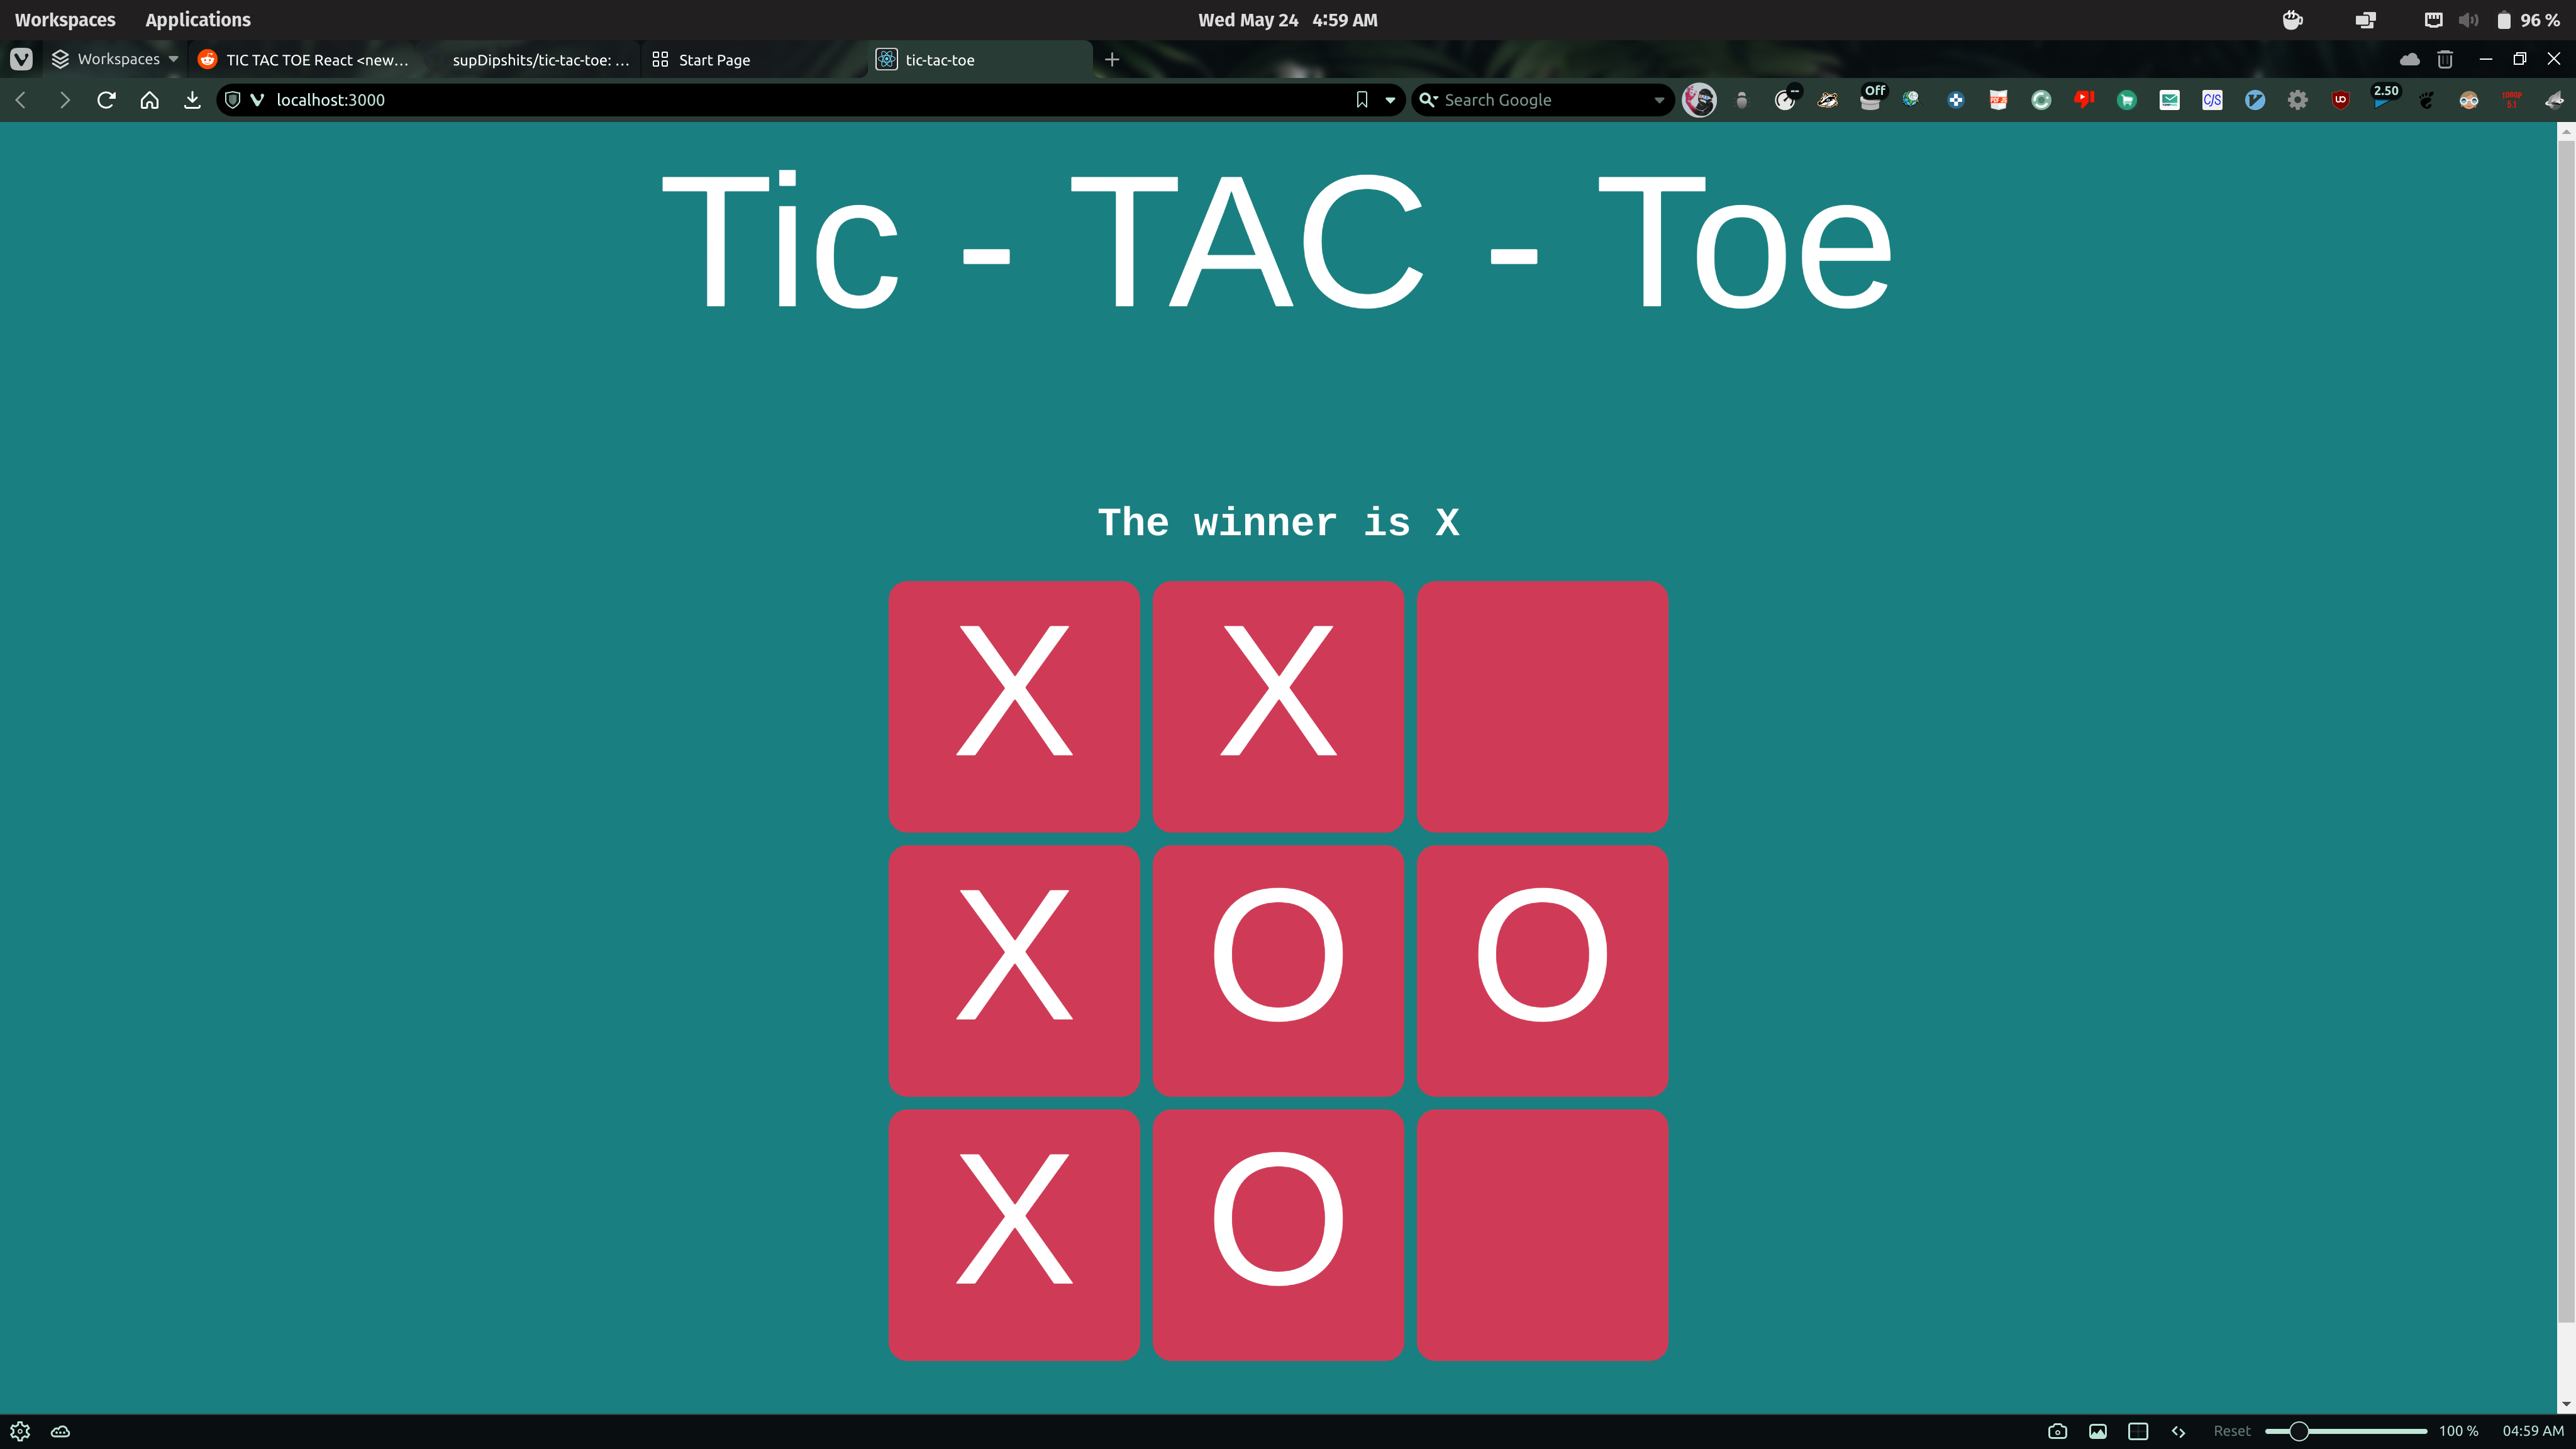 Workspaces Applications Wed May 24 4:59 AM 96 %
Workspaces TIC TAC TOE React <new... supDipshits/tic-tac-toe: ... Start Page tic-tac-toe
localhost:3000 Search Google Off C/S UO 2.50
Tic - TAC - Toe
The winner is X
X X
X O O
X O
Reset 100 % 04:59 AM